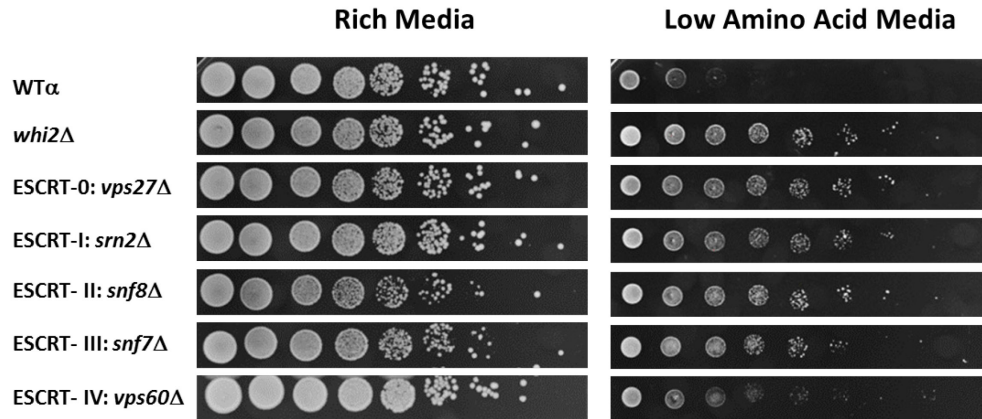 Rich Media
Low Amino Acid Media
WTα
whi2Δ
ESCRT-0: vps27Δ
ESCRT-I: srn2Δ
ESCRT- II: snf8Δ
ESCRT- III: snf7Δ
ESCRT- IV: vps60Δ